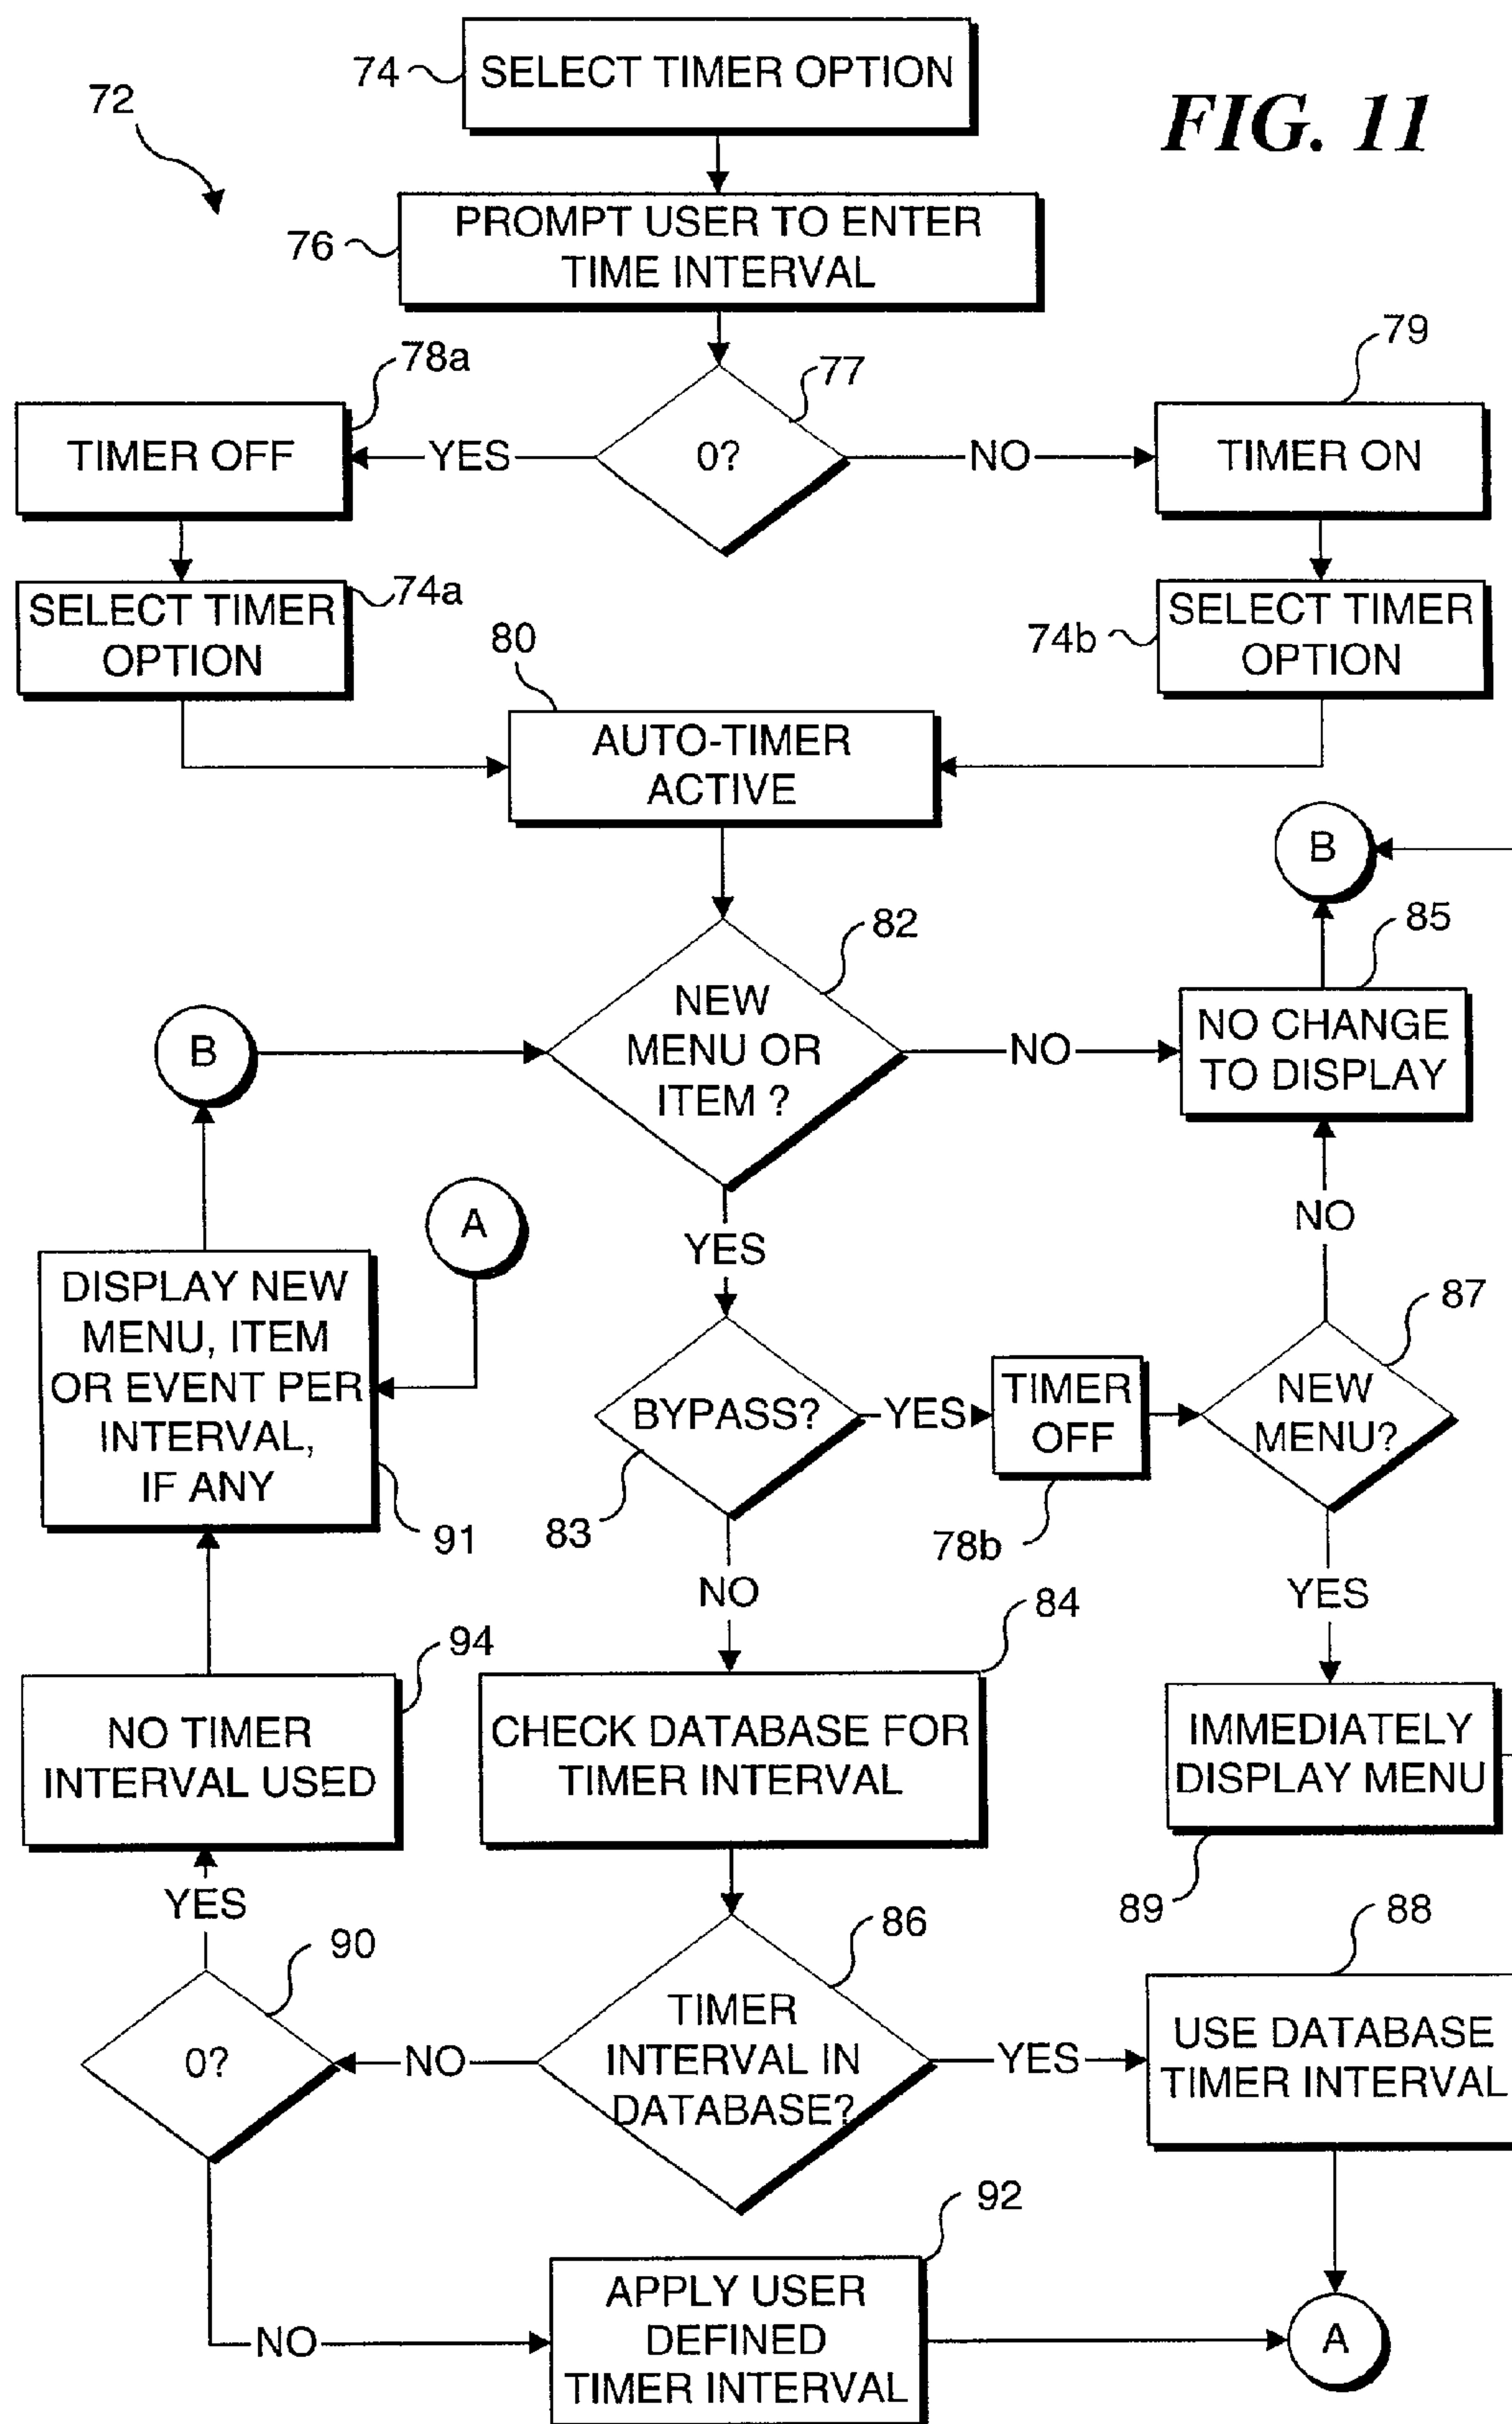 74
SELECT TIMER OPTION
72
FIG. 11
76
PROMPT USER TO ENTER
TIME INTERVAL
78a
77
79
TIMER OFF
YES
0?
NO
TIMER ON
SELECT TIMER
OPTION
74a
80
74b
SELECT TIMER
OPTION
AUTO-TIMER
ACTIVE
B
82
85
B
NEW
MENU OR
ITEM ?
NO
NO CHANGE
TO DISPLAY
A
YES
NO
DISPLAY NEW
MENU, ITEM
OR EVENT PER
INTERVAL,
IF ANY
91
87
BYPASS?
83
YES
TIMER
OFF
78b
NEW
MENU?
NO
YES
94
84
NO TIMER
INTERVAL USED
CHECK DATABASE FOR
TIMER INTERVAL
IMMEDIATELY
DISPLAY MENU
89
YES
90
86
88
0?
NO
TIMER
INTERVAL IN
DATABASE?
YES
USE DATABASE
TIMER INTERVAL
92
NO
APPLY USER
DEFINED
TIMER INTERVAL
A